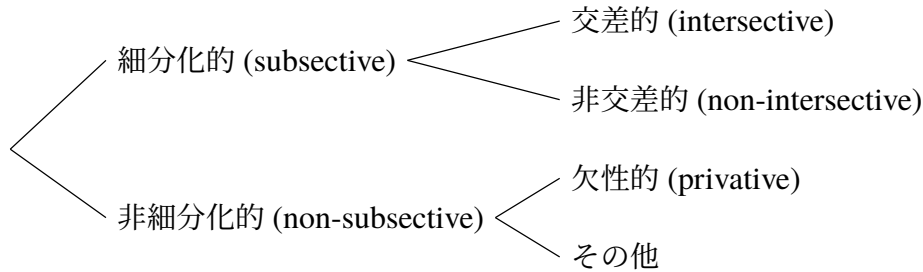 細分化的 (subsective)
交差的 (intersective)
非交差的 (non-intersective)
非細分化的 (non-subsective)
欠性的 (privative)
その他